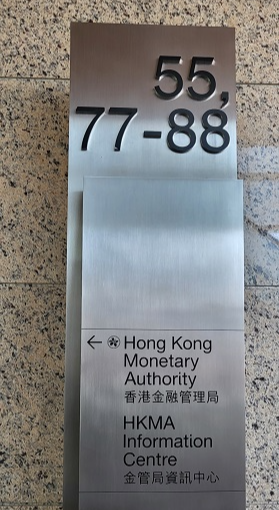 55,
77-88
← Hong Kong
Monetary
Authority
香港金融管理局
HKMA
Information
Centre
金管局資訊中心